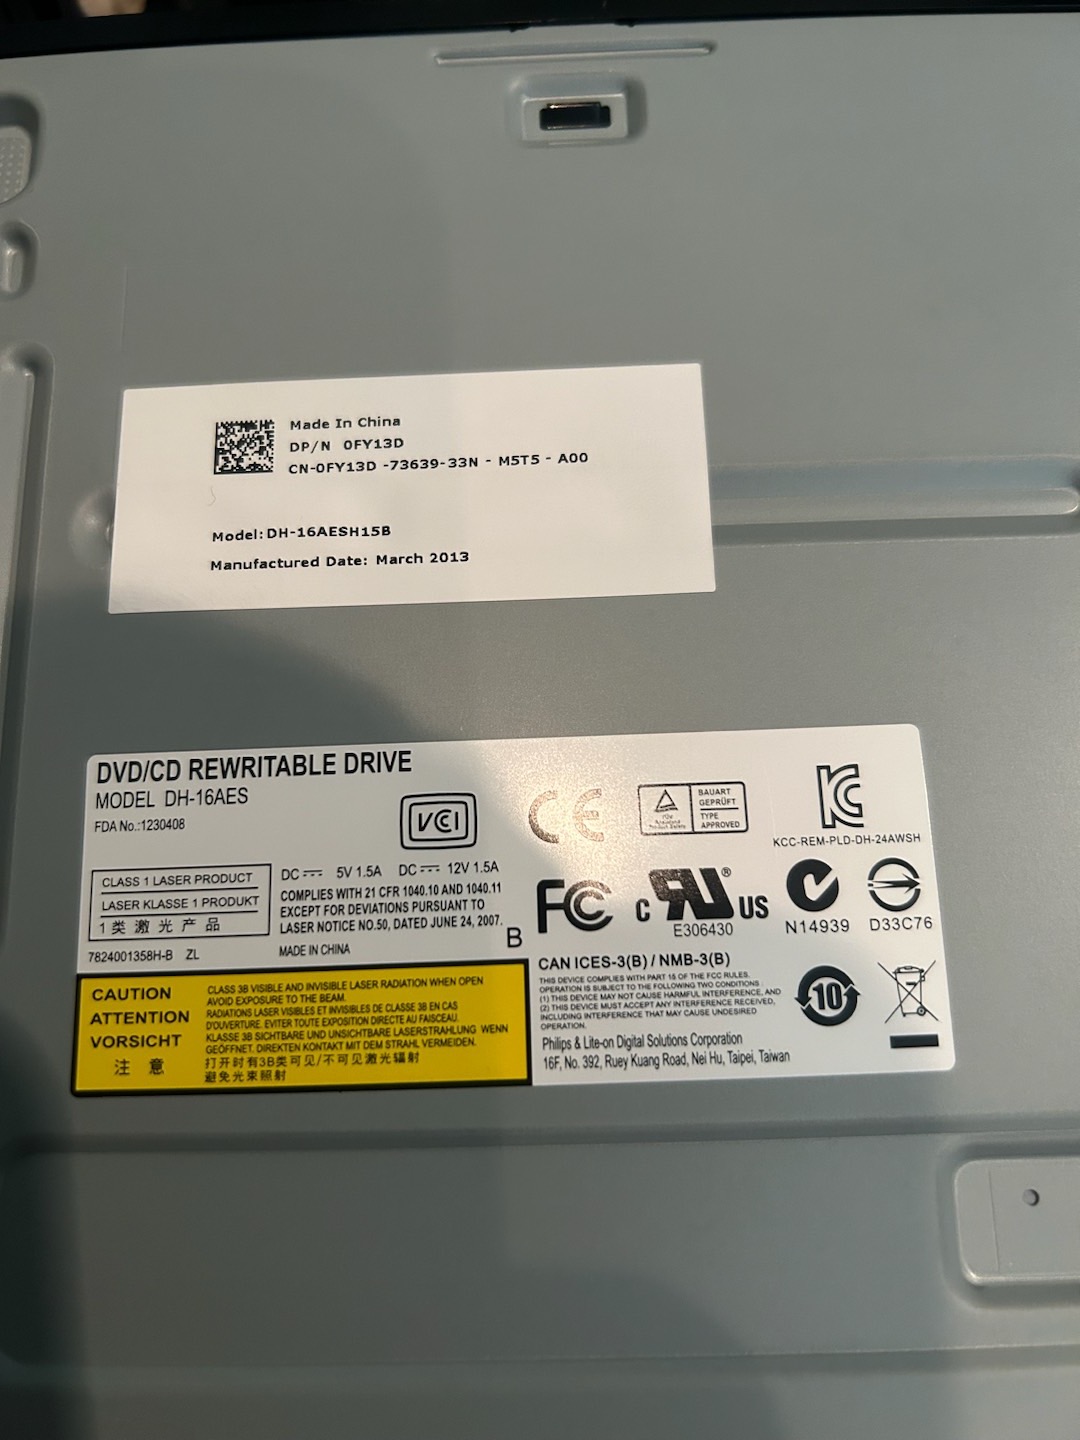 Made In China
DP/N 0FY13D
CN-0FY13D -73639-33N - M5T5 - A00
Model: DH-16AESH15B
Manufactured Date: March 2013
DVD/CD REWRITABLE DRIVE
MODEL DH-16AES
FDA No.:1230408
VCCI
CE
BAUART
GEPRÜFT
TYPE
APPROVED
KCC-REM-PLD-DH-24AWSH
CLASS 1 LASER PRODUCT
LASER KLASSE 1 PRODUKT
1类激光产品
7824001358H-B ZL
DC 5V 1.5A DC 12V 1.5A
COMPLIES WITH 21 CFR 1040.10 AND 1040.11
EXCEPT FOR DEVIATIONS PURSUANT TO
LASER NOTICE NO.50, DATED JUNE 24, 2007.
MADE IN CHINA
B
FC
c RU ® US
E306430
N14939
D33C76
CAUTION
ATTENTION
VORSICHT
注意
CLASS 3B VISIBLE AND INVISIBLE LASER RADIATION WHEN OPEN
AVOID EXPOSURE TO THE BEAM.
RADIATIONS LASER VISIBLES ET INVISIBLES DE CLASSE 3B EN CAS
D'OUVERTURE. EVITER TOUTE EXPOSITION DIRECTE AU FAISCEAU.
KLASSE 3B SICHTBARE UND UNSICHTBARE LASERSTRAHLUNG WENN
GEÖFFNET. DIREKTEN KONTAKT MIT DEM STRAHL VERMEIDEN.
打开时有3B类可见/不可见激光辐射
避免光束照射
CAN ICES-3(B) / NMB-3(B)
THIS DEVICE COMPLIES WITH PART 15 OF THE FCC RULES.
OPERATION IS SUBJECT TO THE FOLLOWING TWO CONDITIONS :
(1) THIS DEVICE MAY NOT CAUSE HARMFUL INTERFERENCE, AND
(2) THIS DEVICE MUST ACCEPT ANY INTERFERENCE RECEIVED,
INCLUDING INTERFERENCE THAT MAY CAUSE UNDESIRED
OPERATION.
Philips & Lite-on Digital Solutions Corporation
16F, No. 392, Ruey Kuang Road, Nei Hu, Taipei, Taiwan
10